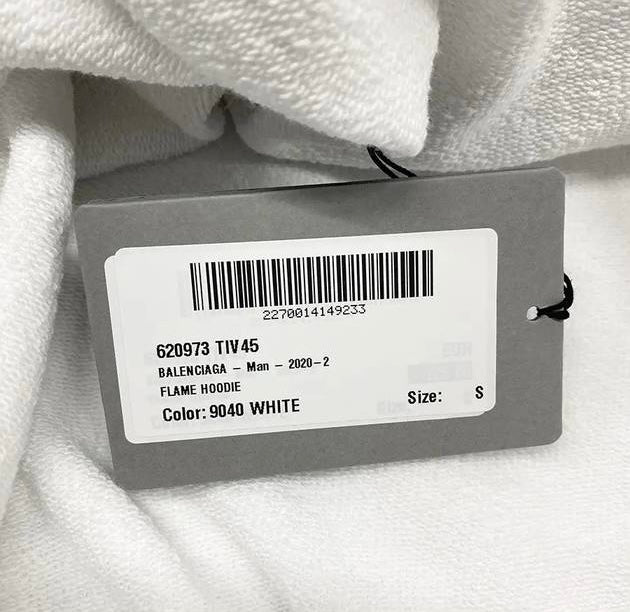 2270014149233
620973 TIV45
BALENCIAGA - Man - 2020-2
FLAME HOODIE
Color: 9040 WHITE
Size: S